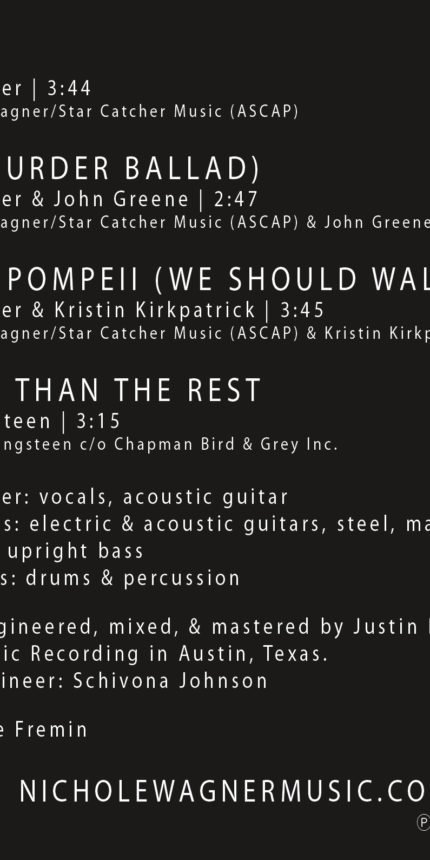 er | 3:44
agner/Star Catcher Music (ASCAP)
URDER BALLAD)
er & John Greene | 2:47
agner/Star Catcher Music (ASCAP) & John Greene
POMPEII (WE SHOULD WAL
er & Kristin Kirkpatrick | 3:45
agner/Star Catcher Music (ASCAP) & Kristin Kirkp
THAN THE REST
teen | 3:15
ngsteen c/o Chapman Bird & Grey Inc.
er: vocals, acoustic guitar
s: electric & acoustic guitars, steel, ma
upright bass
s: drums & percussion
gineered, mixed, & mastered by Justin
ic Recording in Austin, Texas.
ineer: Schivona Johnson
e Fremin
NICHOLEWAGNERMUSIC.CO
℗